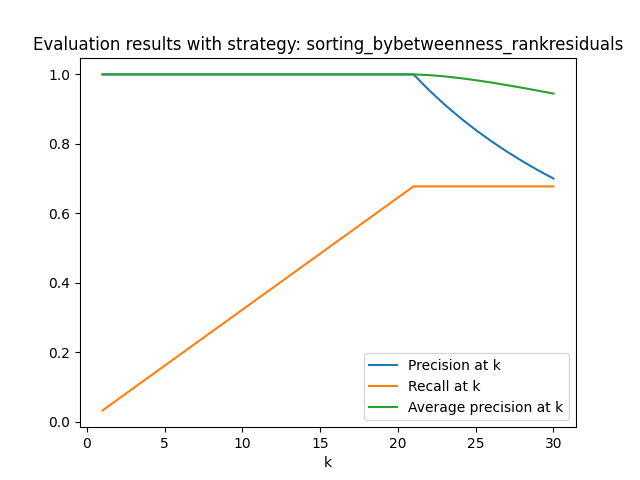 Evaluation results with strategy: sorting_bybetweenness_rankresiduals
1.0
0.8
0.6
0.4
0.2
0.0
0 5 10 15 20 25 30
k
Precision at k
Recall at k
Average precision at k